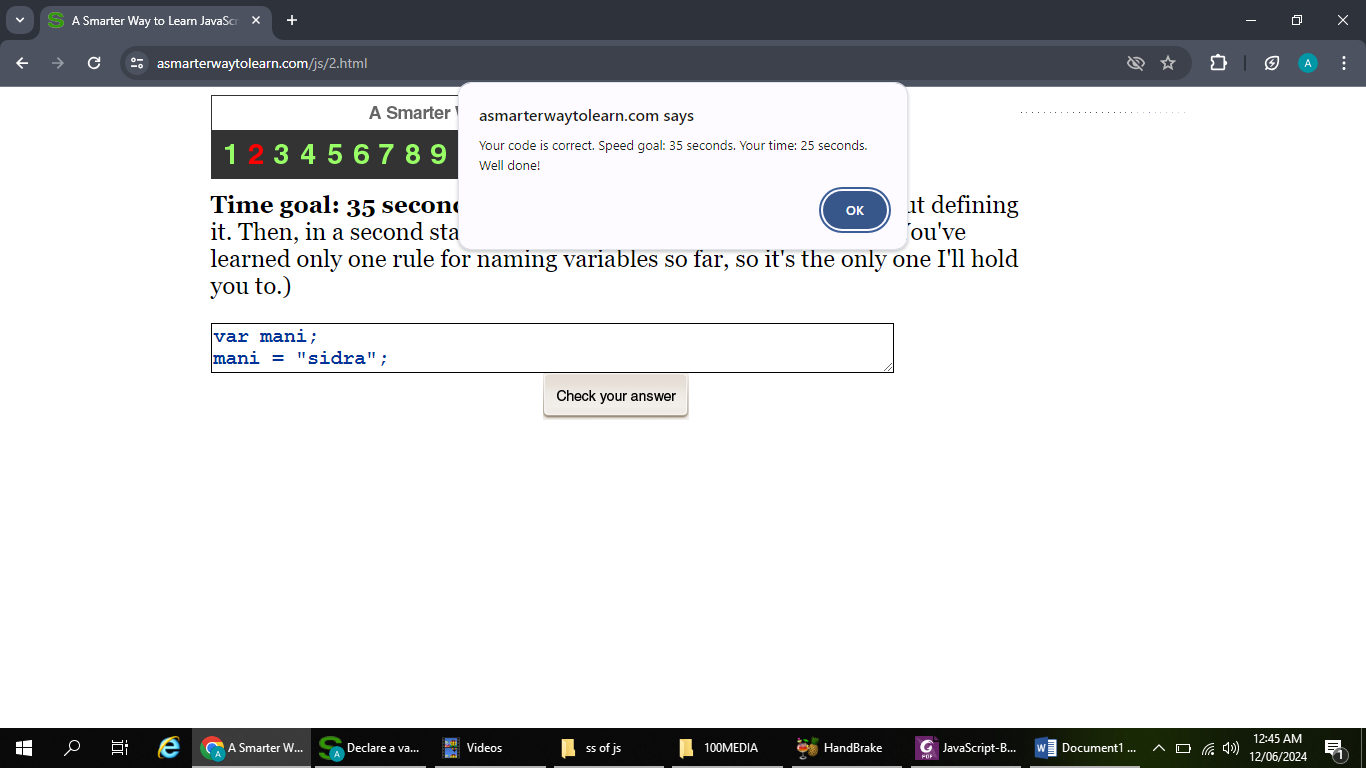 A Smarter Way to Learn JavaScr
asmarterwaytolearn.com/js/2.html
A
A Smarter
asmarterwaytolearn.com says
Your code is correct. Speed goal: 35 seconds. Your time: 25 seconds.
Well done!
OK
1 2 3 4 5 6 7 8 9
Time goal: 35 secon ut defining
it. Then, in a second sta You've
learned only one rule for naming variables so far, so it's the only one I'll hold
you to.)
var mani;
mani = "sidra";
Check your answer
A Smarter W...
Declare a va...
Videos
ss of js
100MEDIA
HandBrake
JavaScript-B...
Document1 ...
12:45 AM
12/06/2024
1